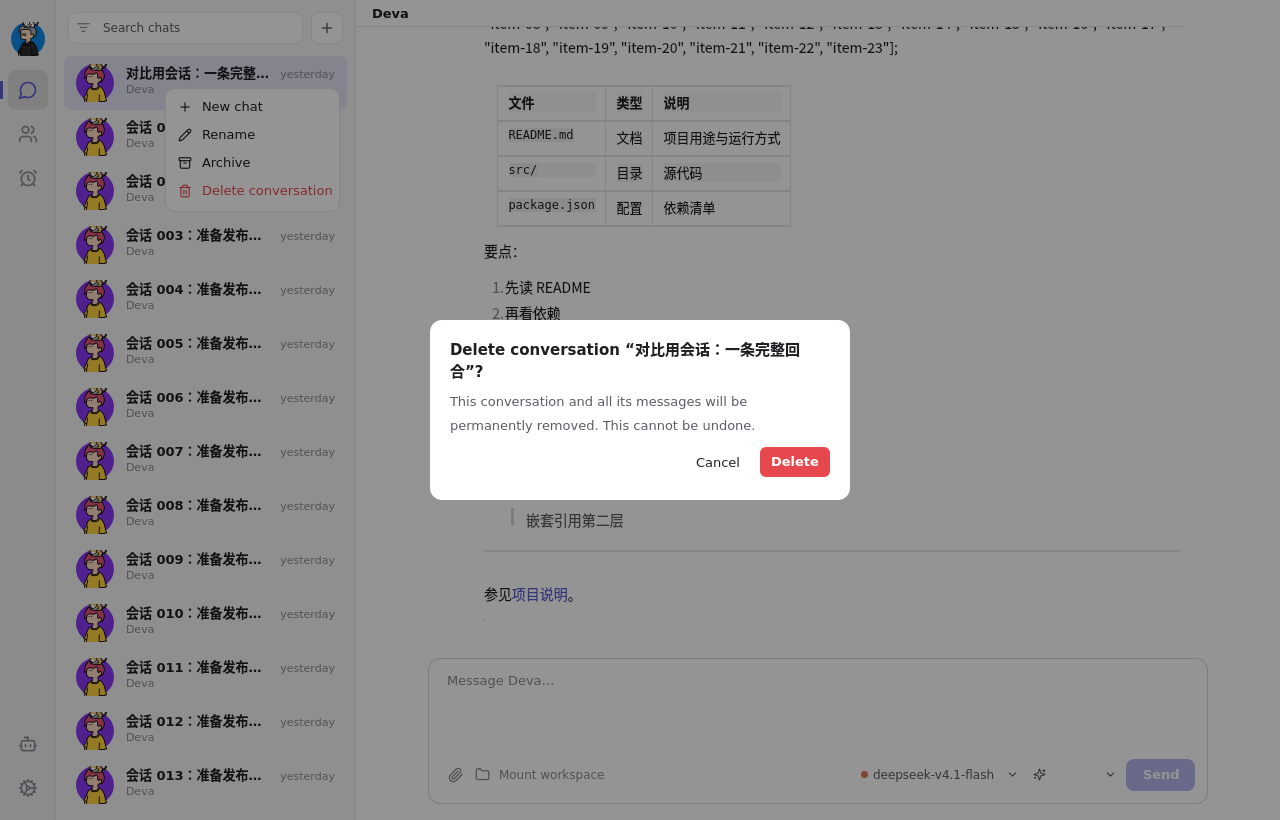 Search chats
Deva
对比用会话：一条完整... yesterday
Deva
New chat
Rename
Archive
Delete conversation
会话 0
Deva
会话 0
Deva
会话 003：准备发布... yesterday
Deva
会话 004：准备发布... yesterday
Deva
会话 005：准备发布... yesterday
Deva
会话 006：准备发布... yesterday
Deva
会话 007：准备发布... yesterday
Deva
会话 008：准备发布... yesterday
Deva
会话 009：准备发布... yesterday
Deva
会话 010：准备发布... yesterday
Deva
会话 011：准备发布... yesterday
Deva
会话 012：准备发布... yesterday
Deva
会话 013：准备发布... yesterday
Deva
"item-18", "item-19", "item-20", "item-21", "item-22", "item-23"];
文件 类型 说明
README.md 文档 项目用途与运行方式
src/ 目录 源代码
package.json 配置 依赖清单
要点：
1. 先读 README
2. 再看依赖
Delete conversation “对比用会话：一条完整回
合”?
This conversation and all its messages will be
permanently removed. This cannot be undone.
Cancel Delete
嵌套引用第二层
参见项目说明。
Message Deva…
Mount workspace deepseek-v4.1-flash Send